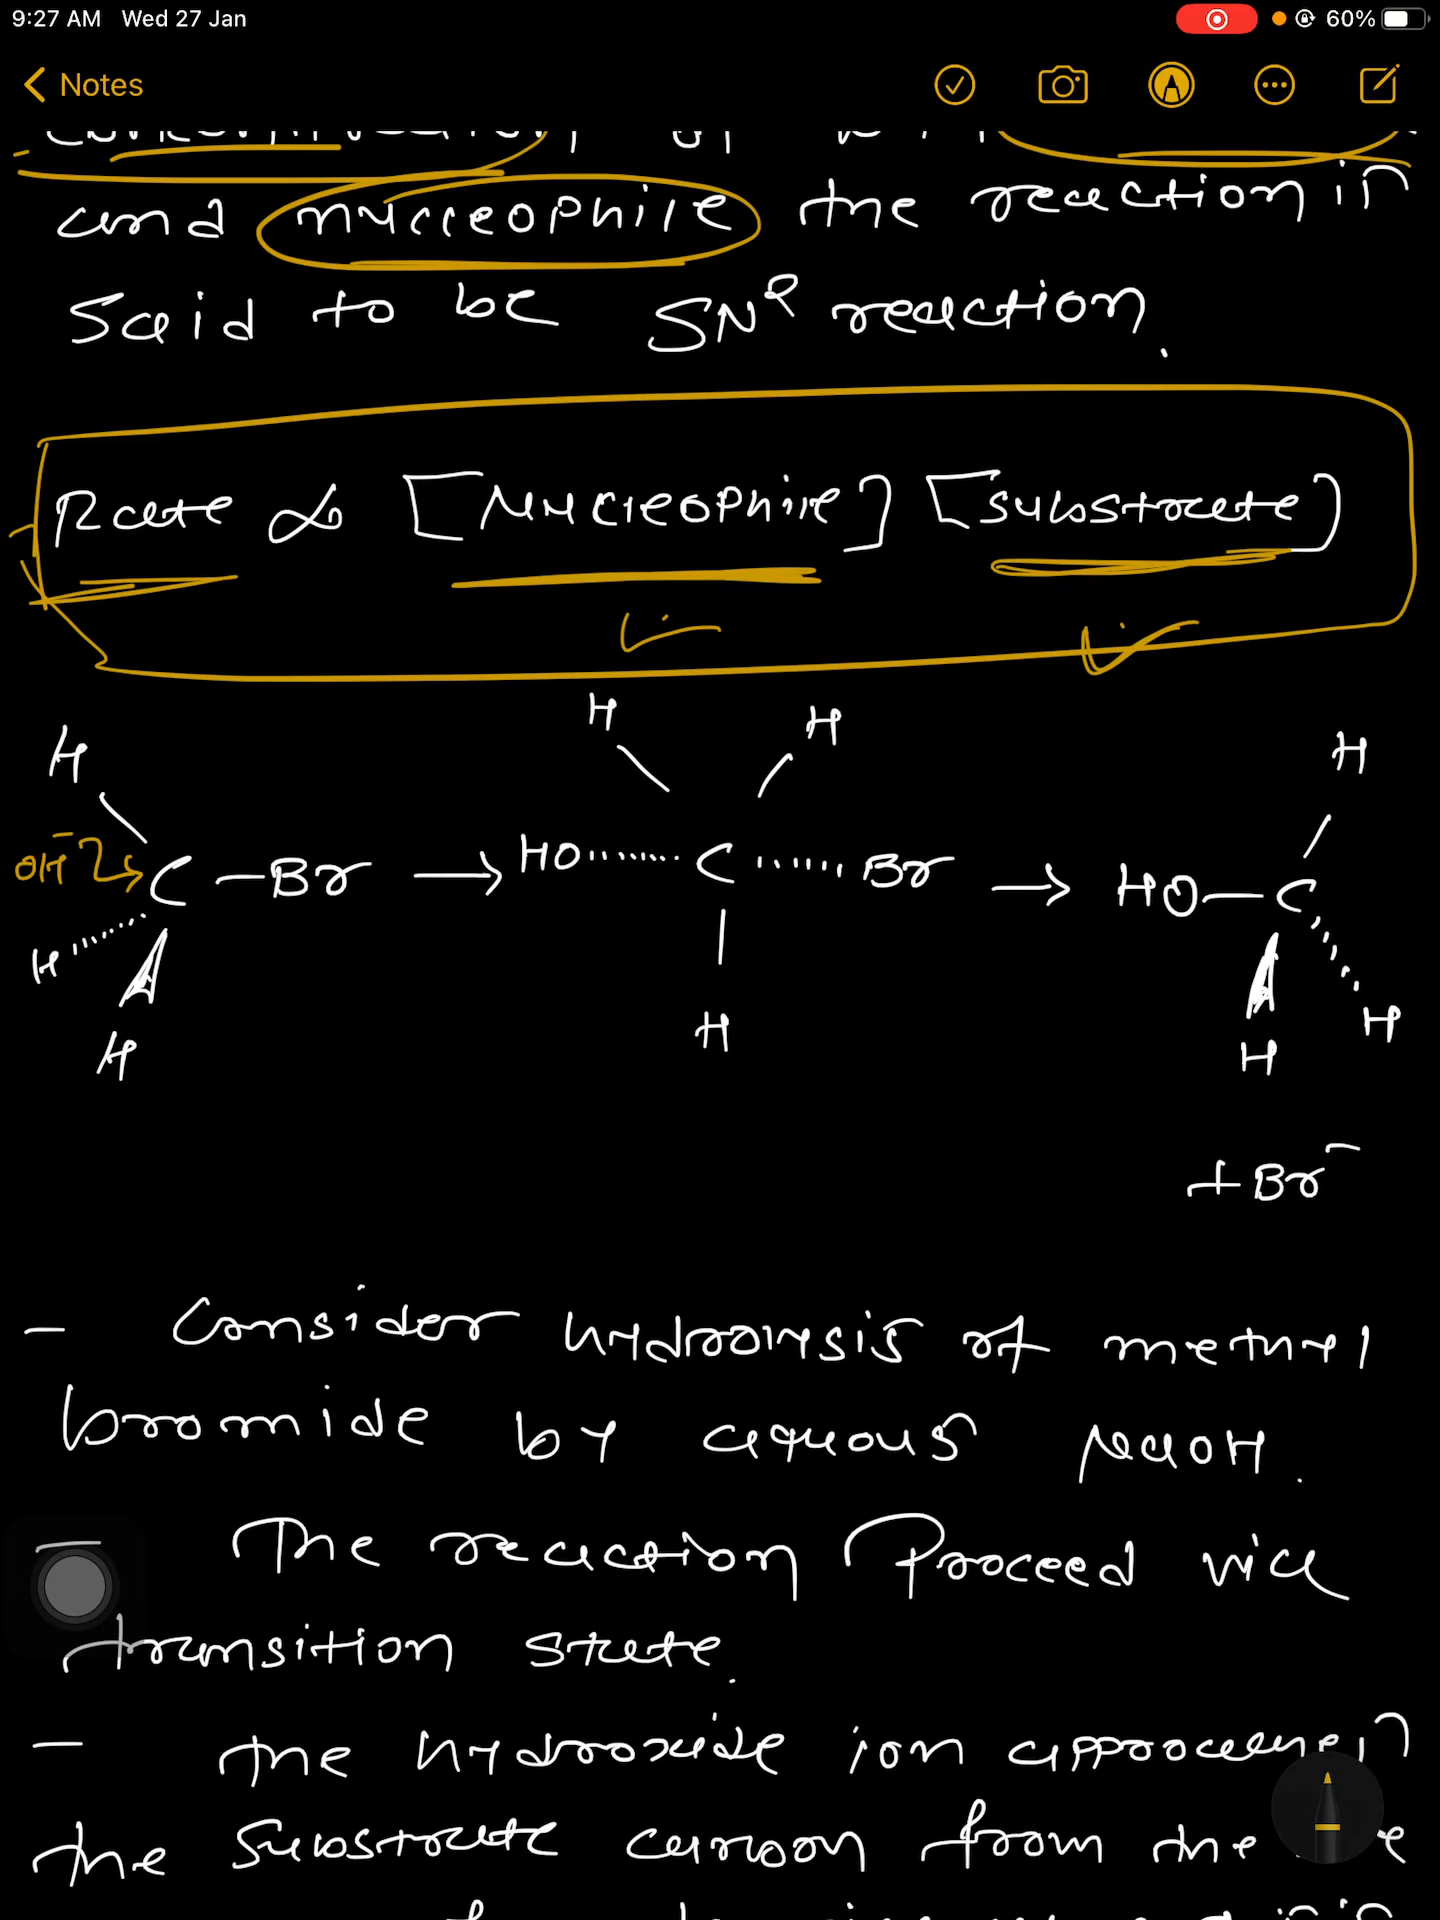 9:27 AM Wed 27 Jan
60%
Notes
and nucleophile the reaction is
said to be SN² reaction.
Rate ∝ [Nucleophile] [substrate]
H H H H
OH⁻ C — Br → HO ...... C ...... Br → HO — C
H H H H H
+ Br⁻
- Consider hydrolysis of methyl
bromide by aqueous NaOH.
- The reaction Proceed via
transition state.
- the hydroxide ion approaches
the substrate carbon from the